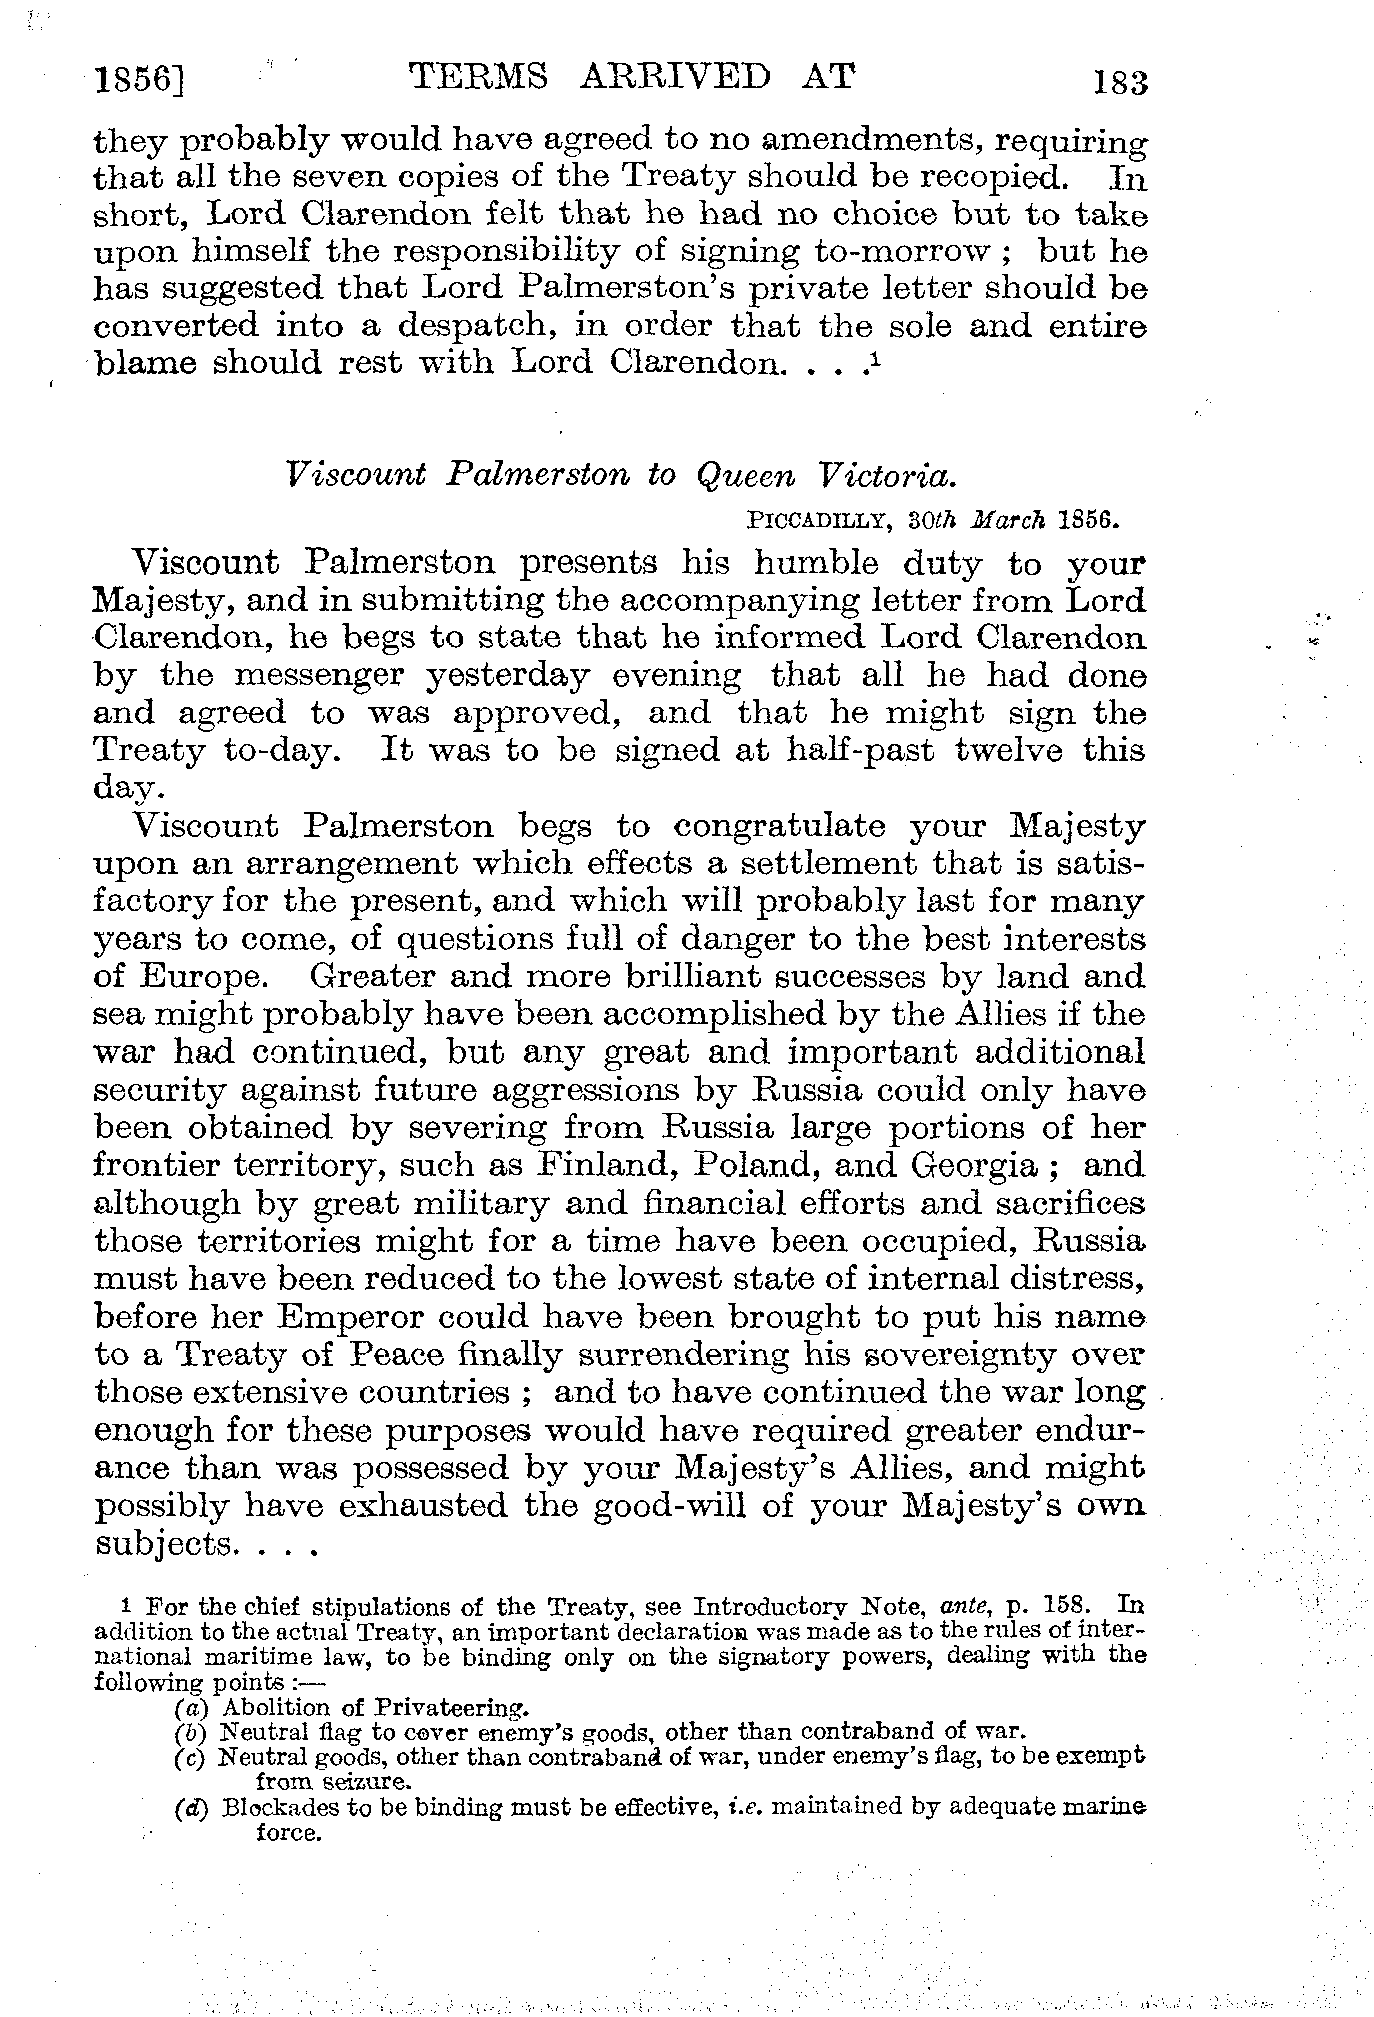 1856] TERMS ARRIVED AT 183
they probably would have agreed to no amendments, requiring
that all the seven copies of the Treaty should be recopied. In
short, Lord Clarendon felt that he had no choice but to take
upon himself the responsibility of signing to-morrow ; but he
has suggested that Lord Palmerston's private letter should be
converted into a despatch, in order that the sole and entire
blame should rest with Lord Clarendon. . . .¹
Viscount Palmerston to Queen Victoria.
PICCADILLY, 30th March 1856.
Viscount Palmerston presents his humble duty to your
Majesty, and in submitting the accompanying letter from Lord
Clarendon, he begs to state that he informed Lord Clarendon
by the messenger yesterday evening that all he had done
and agreed to was approved, and that he might sign the
Treaty to-day. It was to be signed at half-past twelve this
day.
Viscount Palmerston begs to congratulate your Majesty
upon an arrangement which effects a settlement that is satis-
factory for the present, and which will probably last for many
years to come, of questions full of danger to the best interests
of Europe. Greater and more brilliant successes by land and
sea might probably have been accomplished by the Allies if the
war had continued, but any great and important additional
security against future aggressions by Russia could only have
been obtained by severing from Russia large portions of her
frontier territory, such as Finland, Poland, and Georgia ; and
although by great military and financial efforts and sacrifices
those territories might for a time have been occupied, Russia
must have been reduced to the lowest state of internal distress,
before her Emperor could have been brought to put his name
to a Treaty of Peace finally surrendering his sovereignty over
those extensive countries ; and to have continued the war long
enough for these purposes would have required greater endur-
ance than was possessed by your Majesty's Allies, and might
possibly have exhausted the good-will of your Majesty's own
subjects. . . .
1 For the chief stipulations of the Treaty, see Introductory Note, ante, p. 158. In
addition to the actual Treaty, an important declaration was made as to the rules of inter-
national maritime law, to be binding only on the signatory powers, dealing with the
following points :—
(a) Abolition of Privateering.
(b) Neutral flag to cover enemy's goods, other than contraband of war.
(c) Neutral goods, other than contraband of war, under enemy's flag, to be exempt
from seizure.
(d) Blockades to be binding must be effective, i.e. maintained by adequate marine
force.